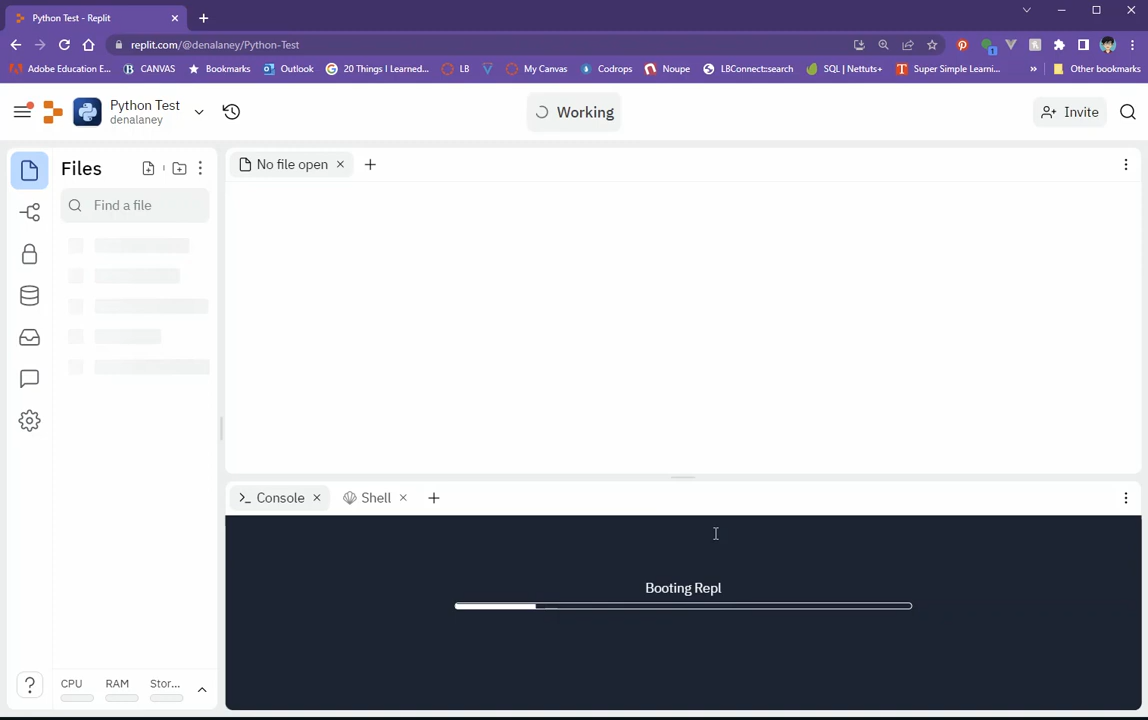 Python Test - Replit
replit.com/@denalaney/Python-Test
Adobe Education E... CANVAS Bookmarks Outlook 20 Things I Learned... LB My Canvas Codrops Noupe LBConnect::search SQL | Nettuts+ Super Simple Learni... » Other bookmarks
Python Test
denalaney
Working
Invite
Files
No file open
Find a file
Console
Shell
Booting Repl
CPU RAM Stor...